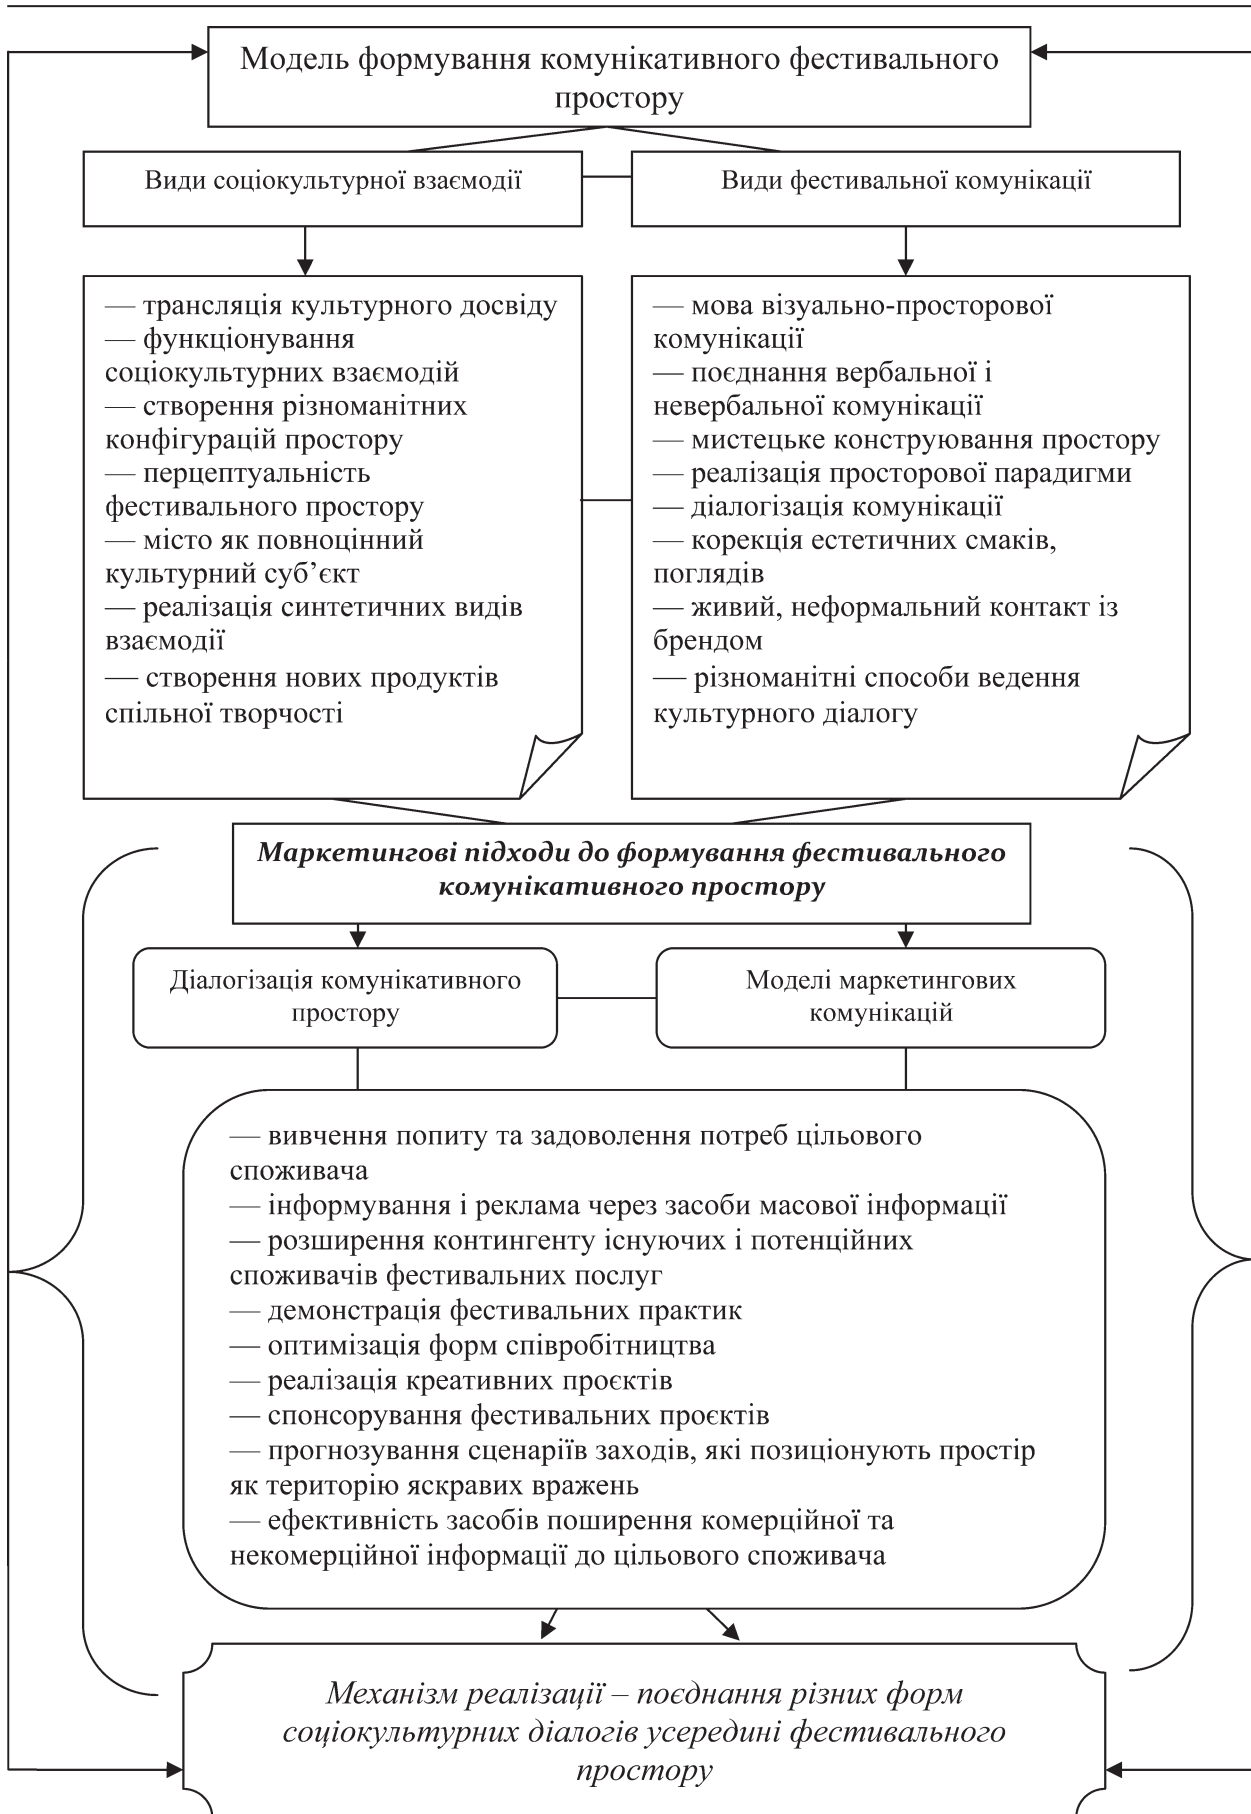 Модель формування комунікативного фестивального
простору
Види соціокультурної взаємодії
Види фестивальної комунікації
— трансляція культурного досвіду
— функціонування
соціокультурних взаємодій
— створення різноманітних
конфігурацій простору
— перцептуальність
фестивального простору
— місто як повноцінний
культурний суб’єкт
— реалізація синтетичних видів
взаємодії
— створення нових продуктів
спільної творчості
— мова візуально-просторової
комунікації
— поєднання вербальної і
невербальної комунікації
— мистецьке конструювання простору
— реалізація просторової парадигми
— діалогізація комунікації
— корекція естетичних смаків,
поглядів
— живий, неформальний контакт із
брендом
— різноманітні способи ведення
культурного діалогу
Маркетингові підходи до формування фестивального
комунікативного простору
Діалогізація комунікативного
простору
Моделі маркетингових
комунікацій
— вивчення попиту та задоволення потреб цільового
споживача
— інформування і реклама через засоби масової інформації
— розширення контингенту існуючих і потенційних
споживачів фестивальних послуг
— демонстрація фестивальних практик
— оптимізація форм співробітництва
— реалізація креативних проєктів
— спонсорування фестивальних проєктів
— прогнозування сценаріїв заходів, які позиціонують простір
як територію яскравих вражень
— ефективність засобів поширення комерційної та
некомерційної інформації до цільового споживача
Механізм реалізації – поєднання різних форм
соціокультурних діалогів усередині фестивального
простору